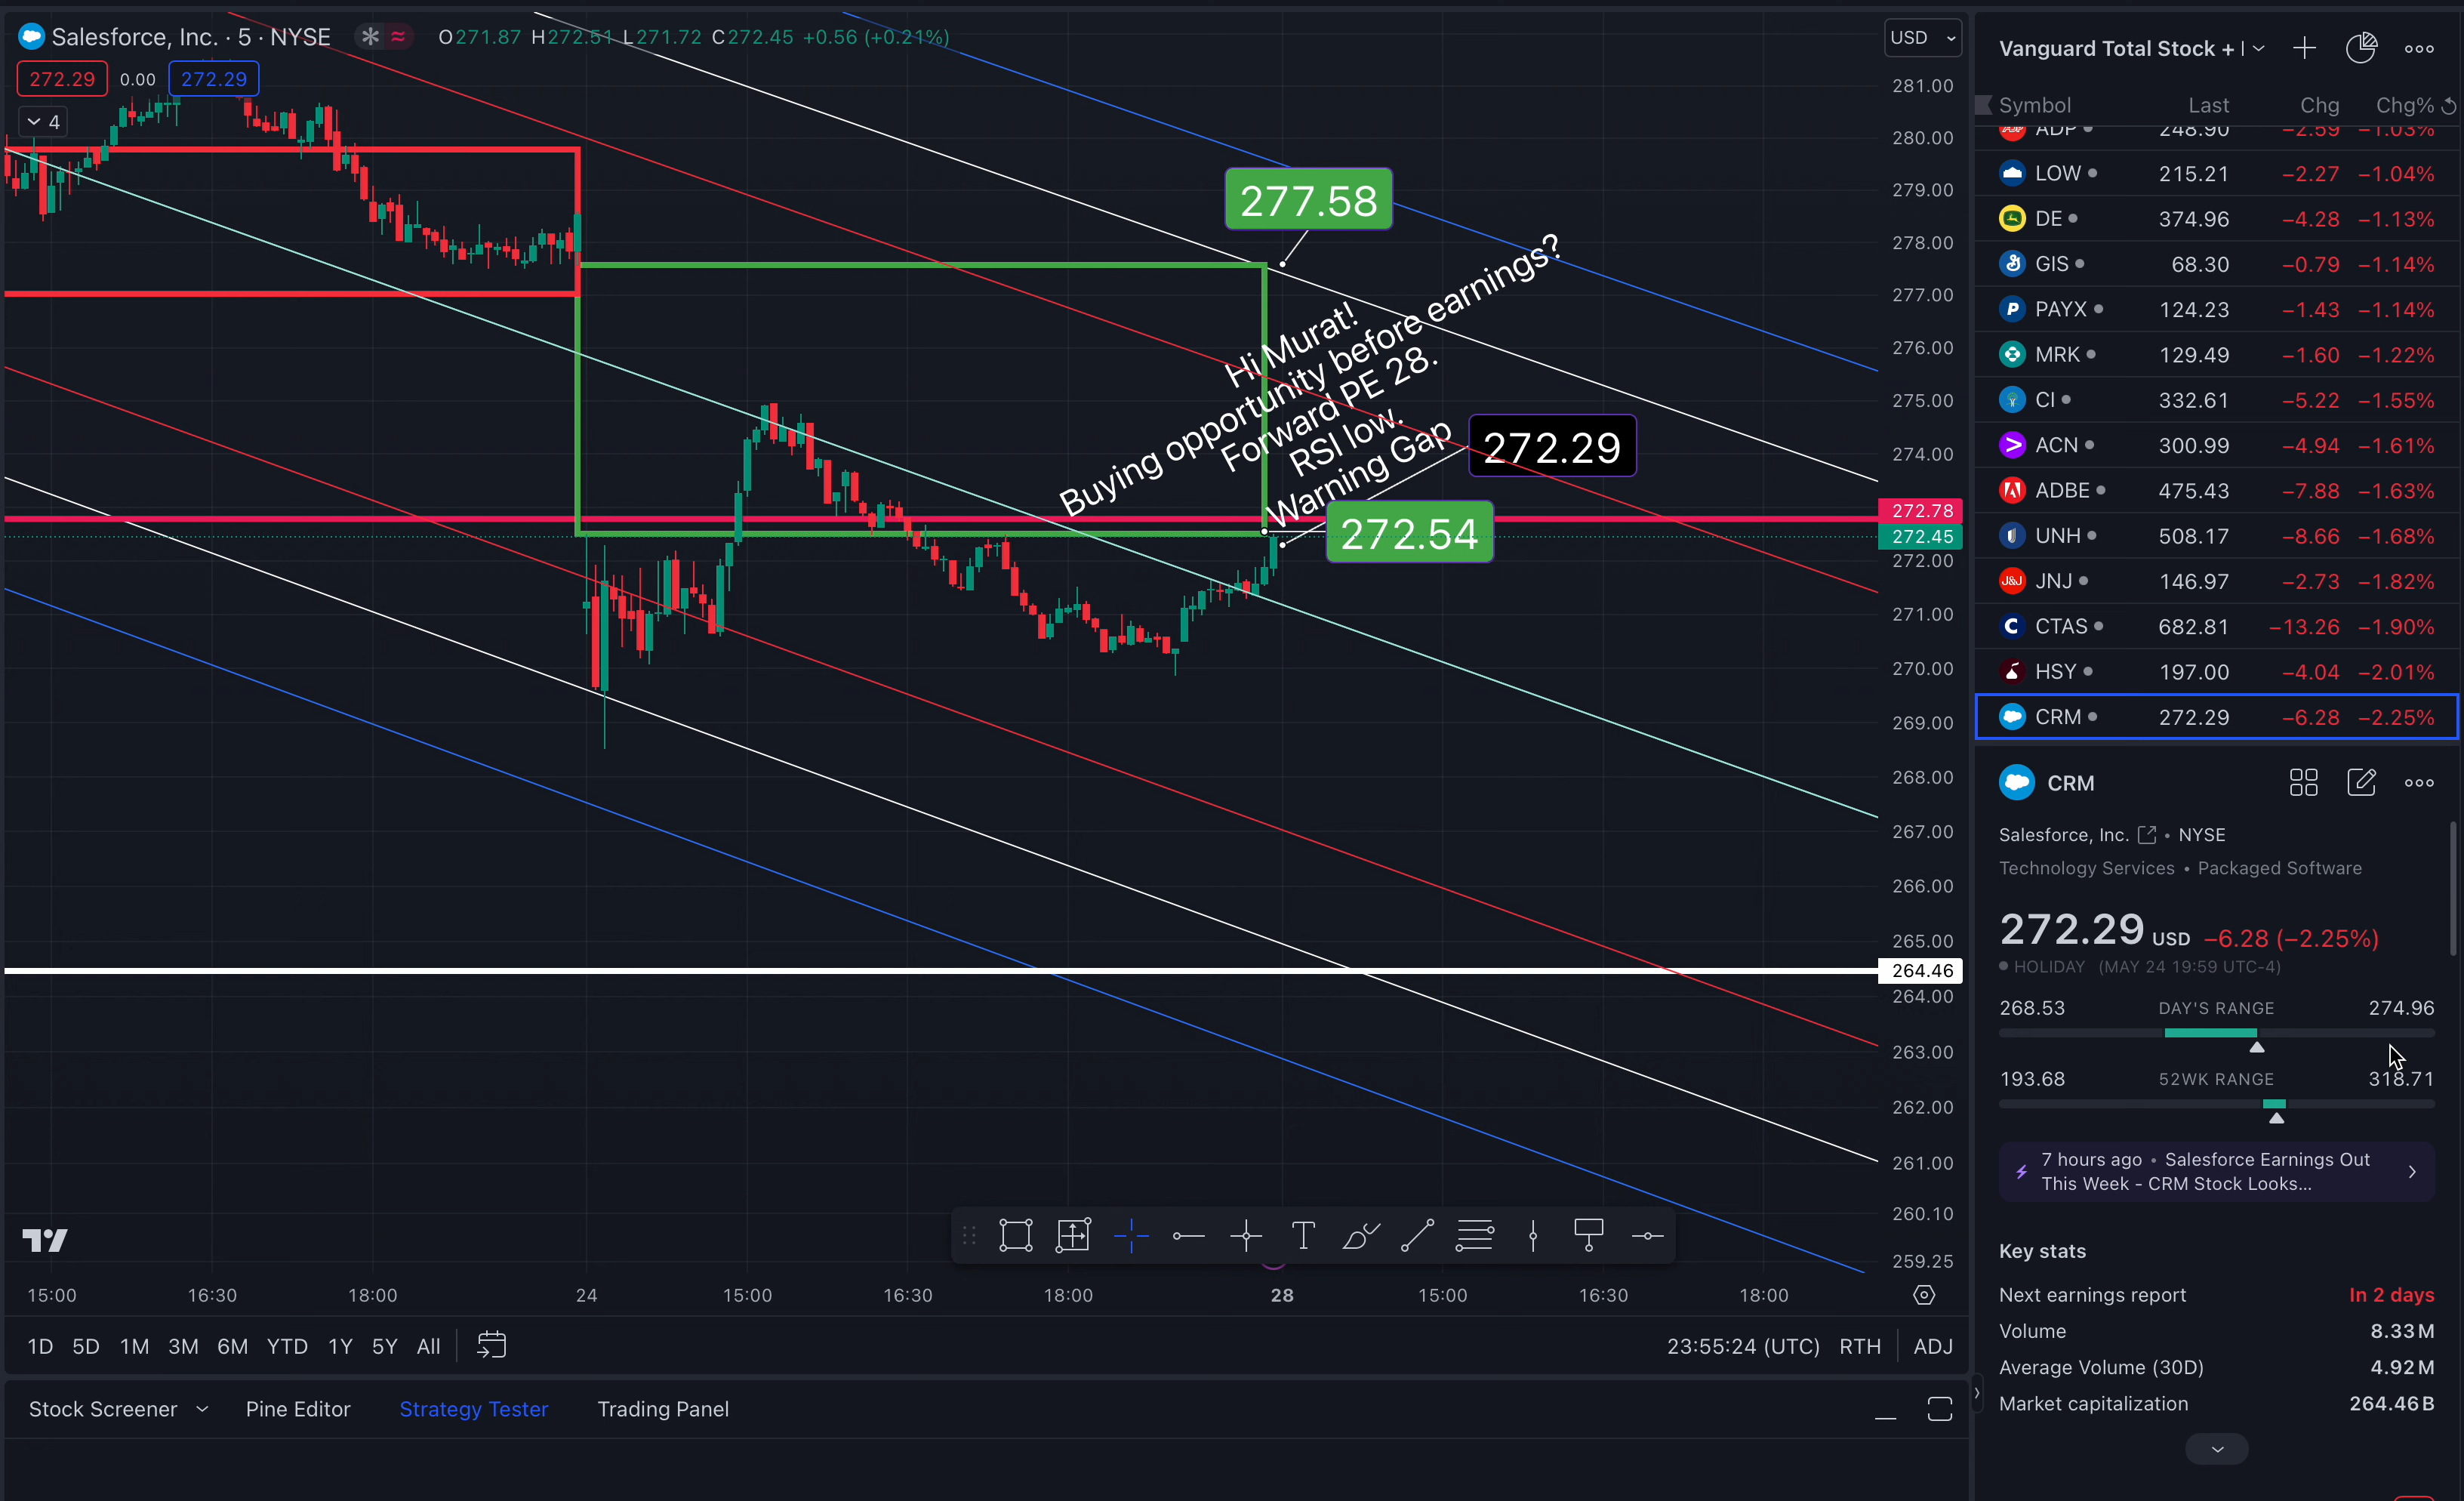 Salesforce, Inc. · 5 · NYSE
O271.87 H272.51 L271.72 C272.45 +0.56 (+0.21%)
USD
272.29 0.00 272.29
4
277.58
Hi Murat!
Buying opportunity before earnings?
Forward PE 28.
RSI low.
Warning Gap
272.29
272.54
281.00
280.00
279.00
278.00
277.00
276.00
275.00
274.00
272.78
272.45
272.00
271.00
270.00
269.00
268.00
267.00
266.00
265.00
264.46
264.00
263.00
262.00
261.00
260.10
259.25
15:00 16:30 18:00 24 15:00 16:30 18:00 28 15:00 16:30 18:00
1D 5D 1M 3M 6M YTD 1Y 5Y All
23:55:24 (UTC) RTH ADJ
Stock Screener Pine Editor Strategy Tester Trading Panel
Vanguard Total Stock +
Symbol Last Chg Chg%
ADP 248.90 −2.59 −1.03%
LOW 215.21 −2.27 −1.04%
DE 374.96 −4.28 −1.13%
GIS 68.30 −0.79 −1.14%
PAYX 124.23 −1.43 −1.14%
MRK 129.49 −1.60 −1.22%
CI 332.61 −5.22 −1.55%
ACN 300.99 −4.94 −1.61%
ADBE 475.43 −7.88 −1.63%
UNH 508.17 −8.66 −1.68%
J&J JNJ 146.97 −2.73 −1.82%
CTAS 682.81 −13.26 −1.90%
HSY 197.00 −4.04 −2.01%
CRM 272.29 −6.28 −2.25%
CRM
Salesforce, Inc. • NYSE
Technology Services • Packaged Software
272.29 USD −6.28 (−2.25%)
HOLIDAY (MAY 24 19:59 UTC-4)
268.53 DAY'S RANGE 274.96
193.68 52WK RANGE 318.71
7 hours ago • Salesforce Earnings Out
This Week - CRM Stock Looks...
Key stats
Next earnings report In 2 days
Volume 8.33M
Average Volume (30D) 4.92M
Market capitalization 264.46B